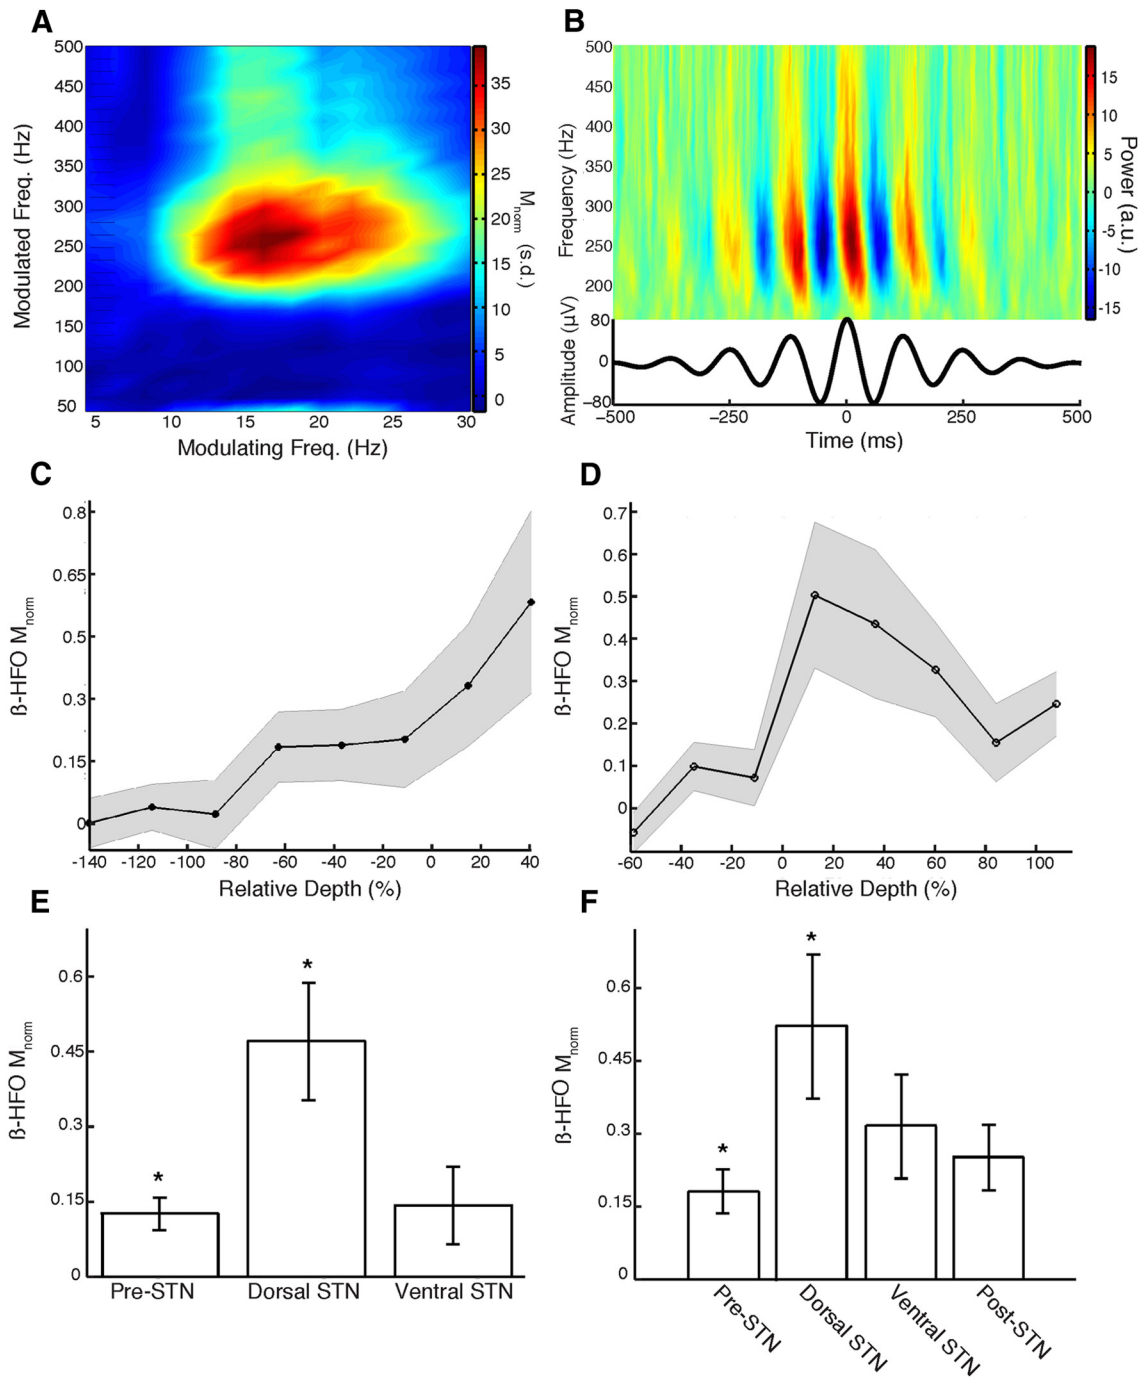 A
500
450
400
350
300
250
200
150
100
50
Modulated Freq. (Hz)
5 10 15 20 25 30
Modulating Freq. (Hz)
35
30
25
20
15
10
5
0
Mnorm (s.d.)
B
500
450
400
350
300
250
200
Frequency (Hz)
15
10
5
0
-5
-10
-15
Power (a.u.)
80
0
−80
Amplitude (µV)
−500 −250 0 250 500
Time (ms)
C
0.8
0.65
0.5
0.3
0.15
0
ß-HFO Mnorm
-140 -120 -100 -80 -60 -40 -20 0 20 40
Relative Depth (%)
D
0.7
0.6
0.5
0.4
0.3
0.2
0.1
0
ß-HFO Mnorm
-60 -40 -20 0 20 40 60 80 100
Relative Depth (%)
E
0.6
0.45
0.3
0.15
0
ß-HFO Mnorm
*
*
Pre-STN Dorsal STN Ventral STN
F
0.6
0.45
0.3
0.15
0
ß-HFO Mnorm
*
*
Pre-STN
Dorsal STN
Ventral STN
Post-STN